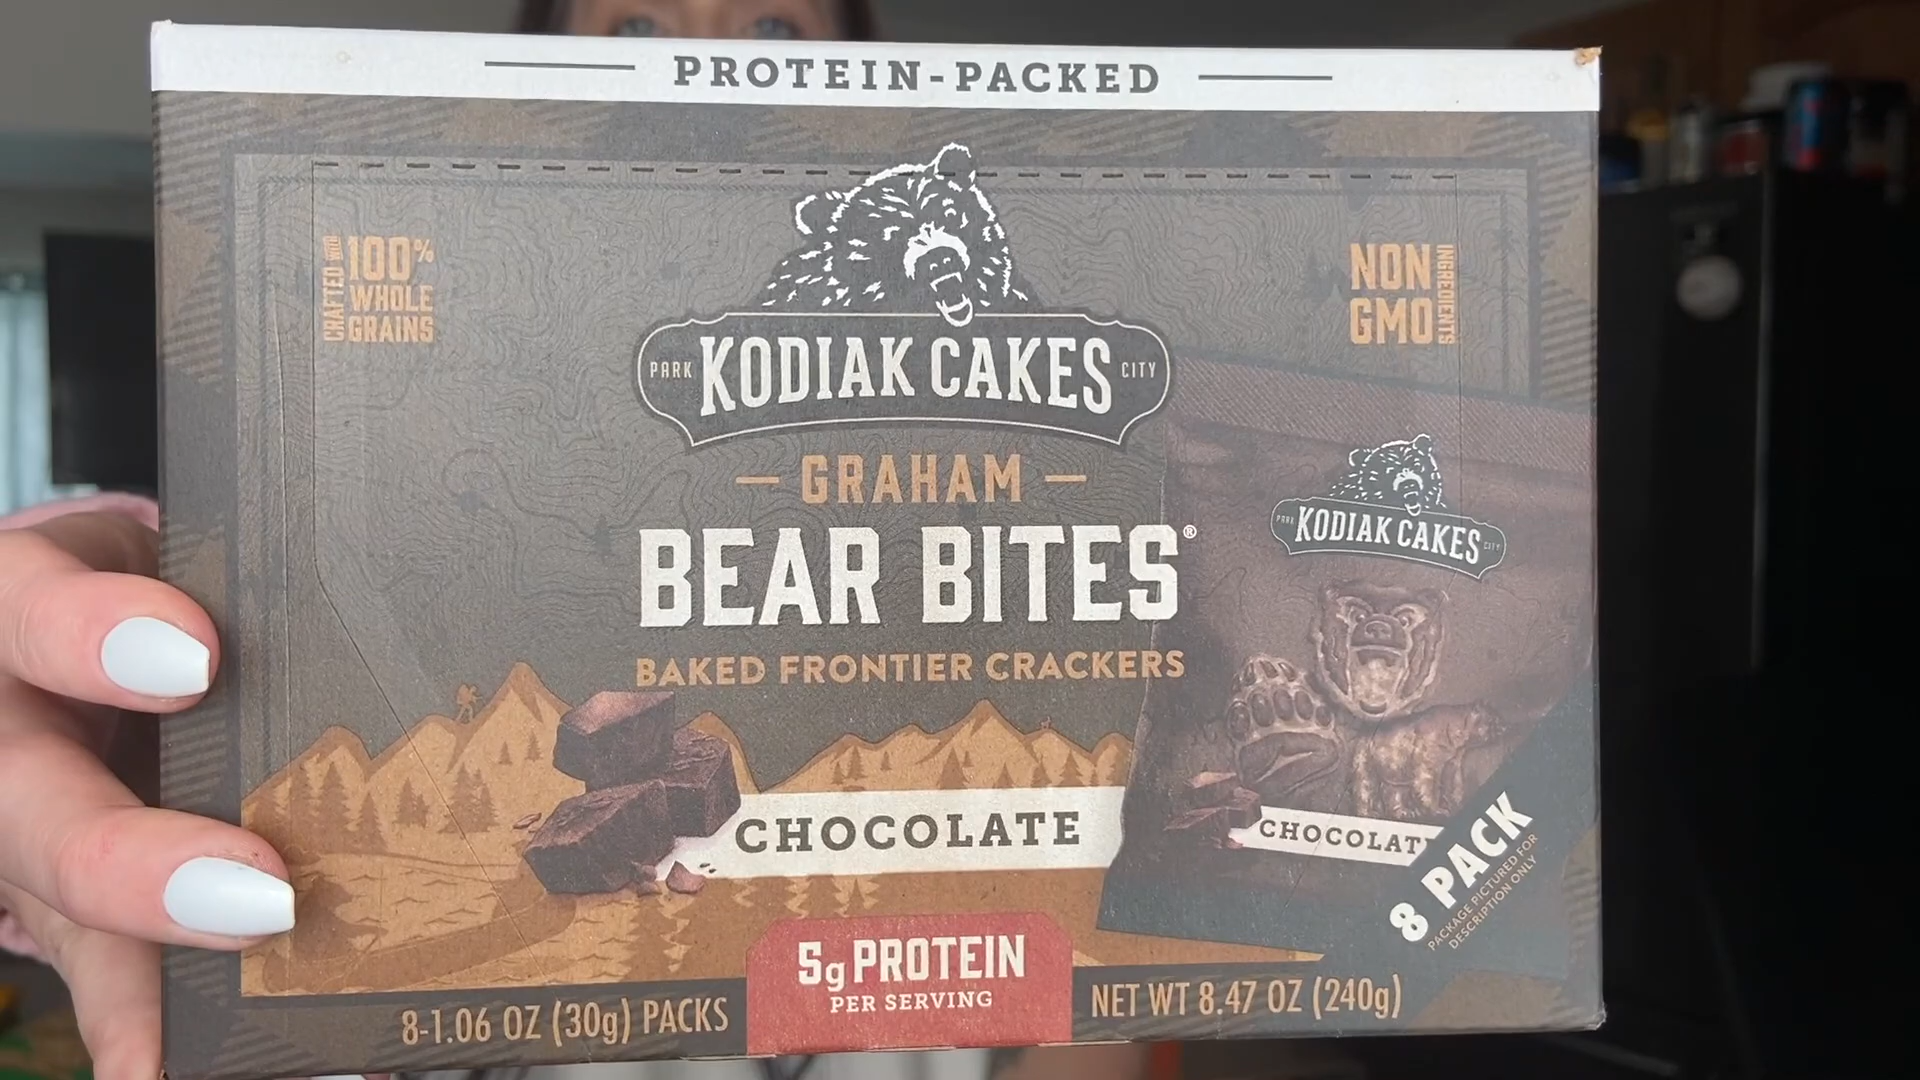 PROTEIN-PACKED
CRAFTED WITH
100%
WHOLE
GRAINS
NON
GMO
INGREDIENTS
PARK KODIAK CAKES CITY
GRAHAM
BEAR BITES®
BAKED FRONTIER CRACKERS
CHOCOLATE
PARK KODIAK CAKES CITY
CHOCOLAT
8 PACK
PACKAGE PICTURED FOR
DESCRIPTION ONLY
5g PROTEIN
PER SERVING
8-1.06 OZ (30g) PACKS
NET WT 8.47 OZ (240g)